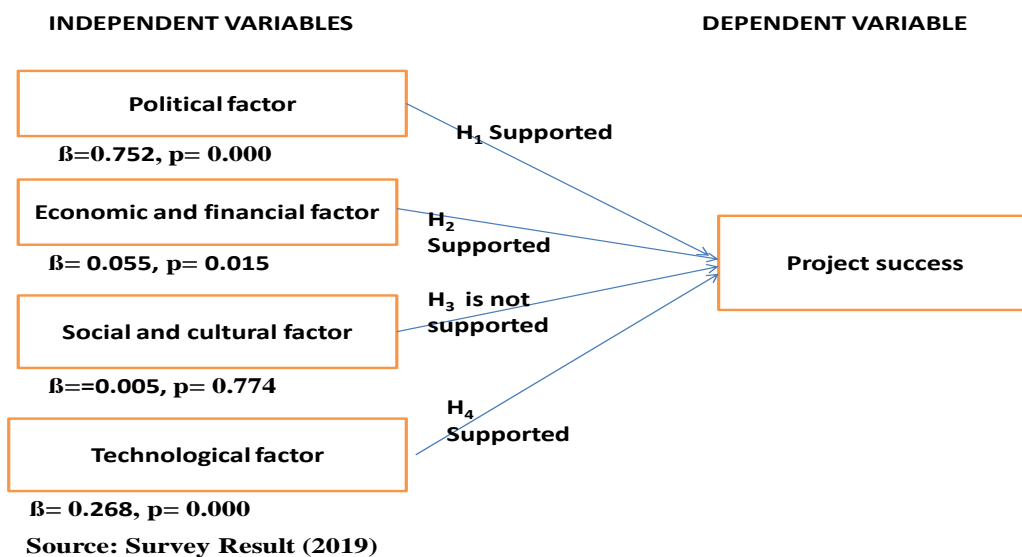 INDEPENDENT VARIABLES
DEPENDENT VARIABLE
Political factor
ß=0.752, p= 0.000
H₁ Supported
Economic and financial factor
ß= 0.055, p= 0.015
H₂
Supported
Project success
Social and cultural factor
ß==0.005, p= 0.774
H₃ is not
supported
Technological factor
ß= 0.268, p= 0.000
H₄
Supported
Source: Survey Result (2019)